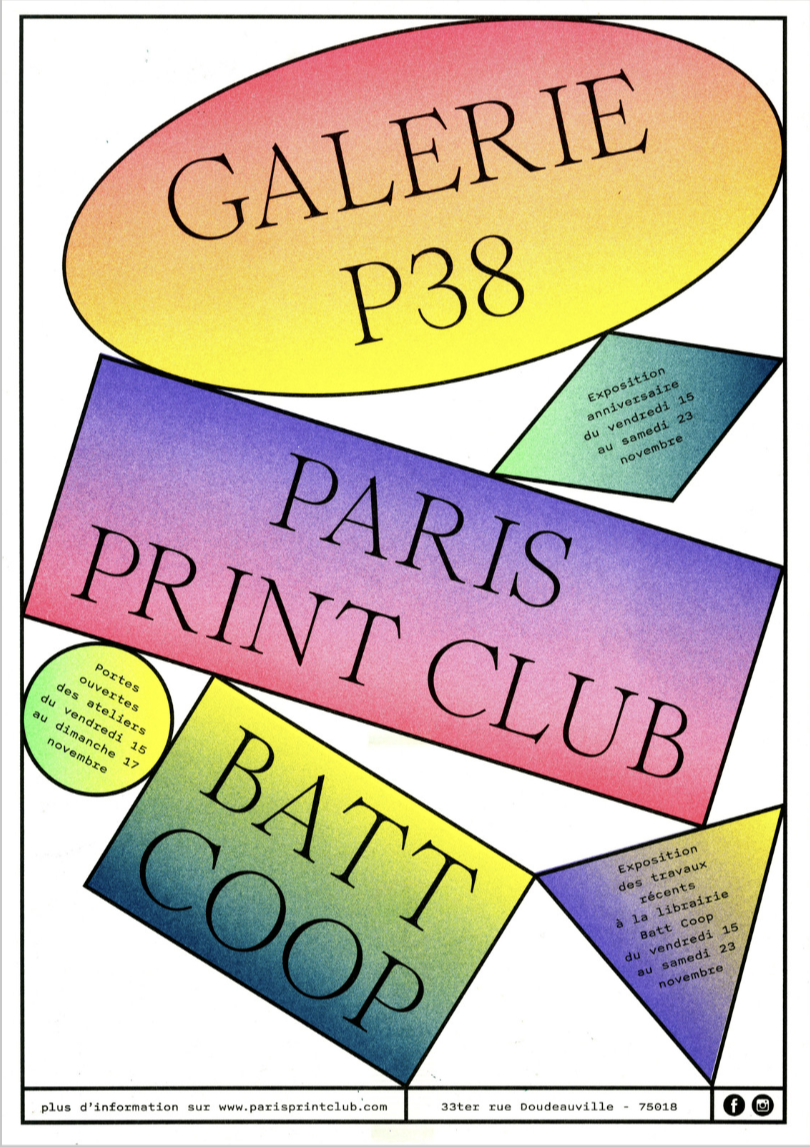 GALERIE
P38
Exposition
anniversaire
du vendredi 15
au samedi 23
novembre
PARIS
PRINT CLUB
Portes
ouvertes
des ateliers
du vendredi 15
au dimanche 17
novembre
BATT
COOP
Exposition
des travaux
récents
à la librairie
Batt Coop
du vendredi 15
au samedi 23
novembre
plus d'information sur www.parisprintclub.com
33ter rue Doudeauville - 75018